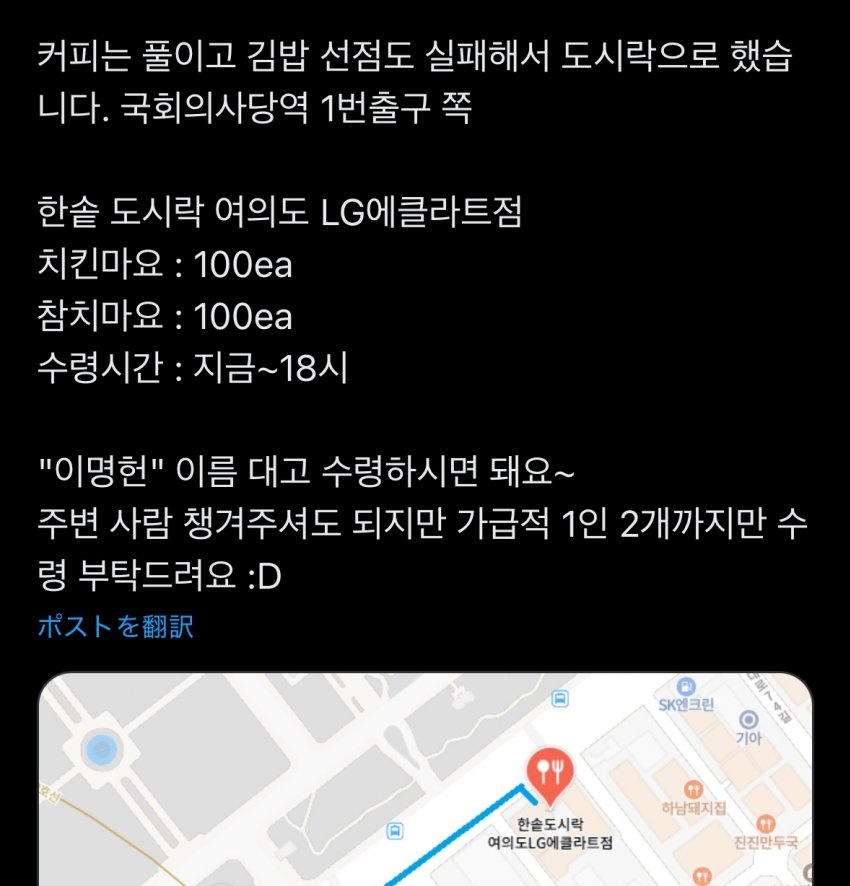 커피는 풀이고 김밥 선점도 실패해서 도시락으로 했습
니다. 국회의사당역 1번출구 쪽
한솥 도시락 여의도 LG에클라트점
치킨마요 : 100ea
참치마요 : 100ea
수령시간 : 지금~18시
"이명헌" 이름 대고 수령하시면 돼요~
주변 사람 챙겨주셔도 되지만 가급적 1인 2개까지만 수
령 부탁드려요 :D
ポストを翻訳
SK엔크린
기아
호선
하남돼지집
한솥도시락
여의도LG에클라트점
진진만두국